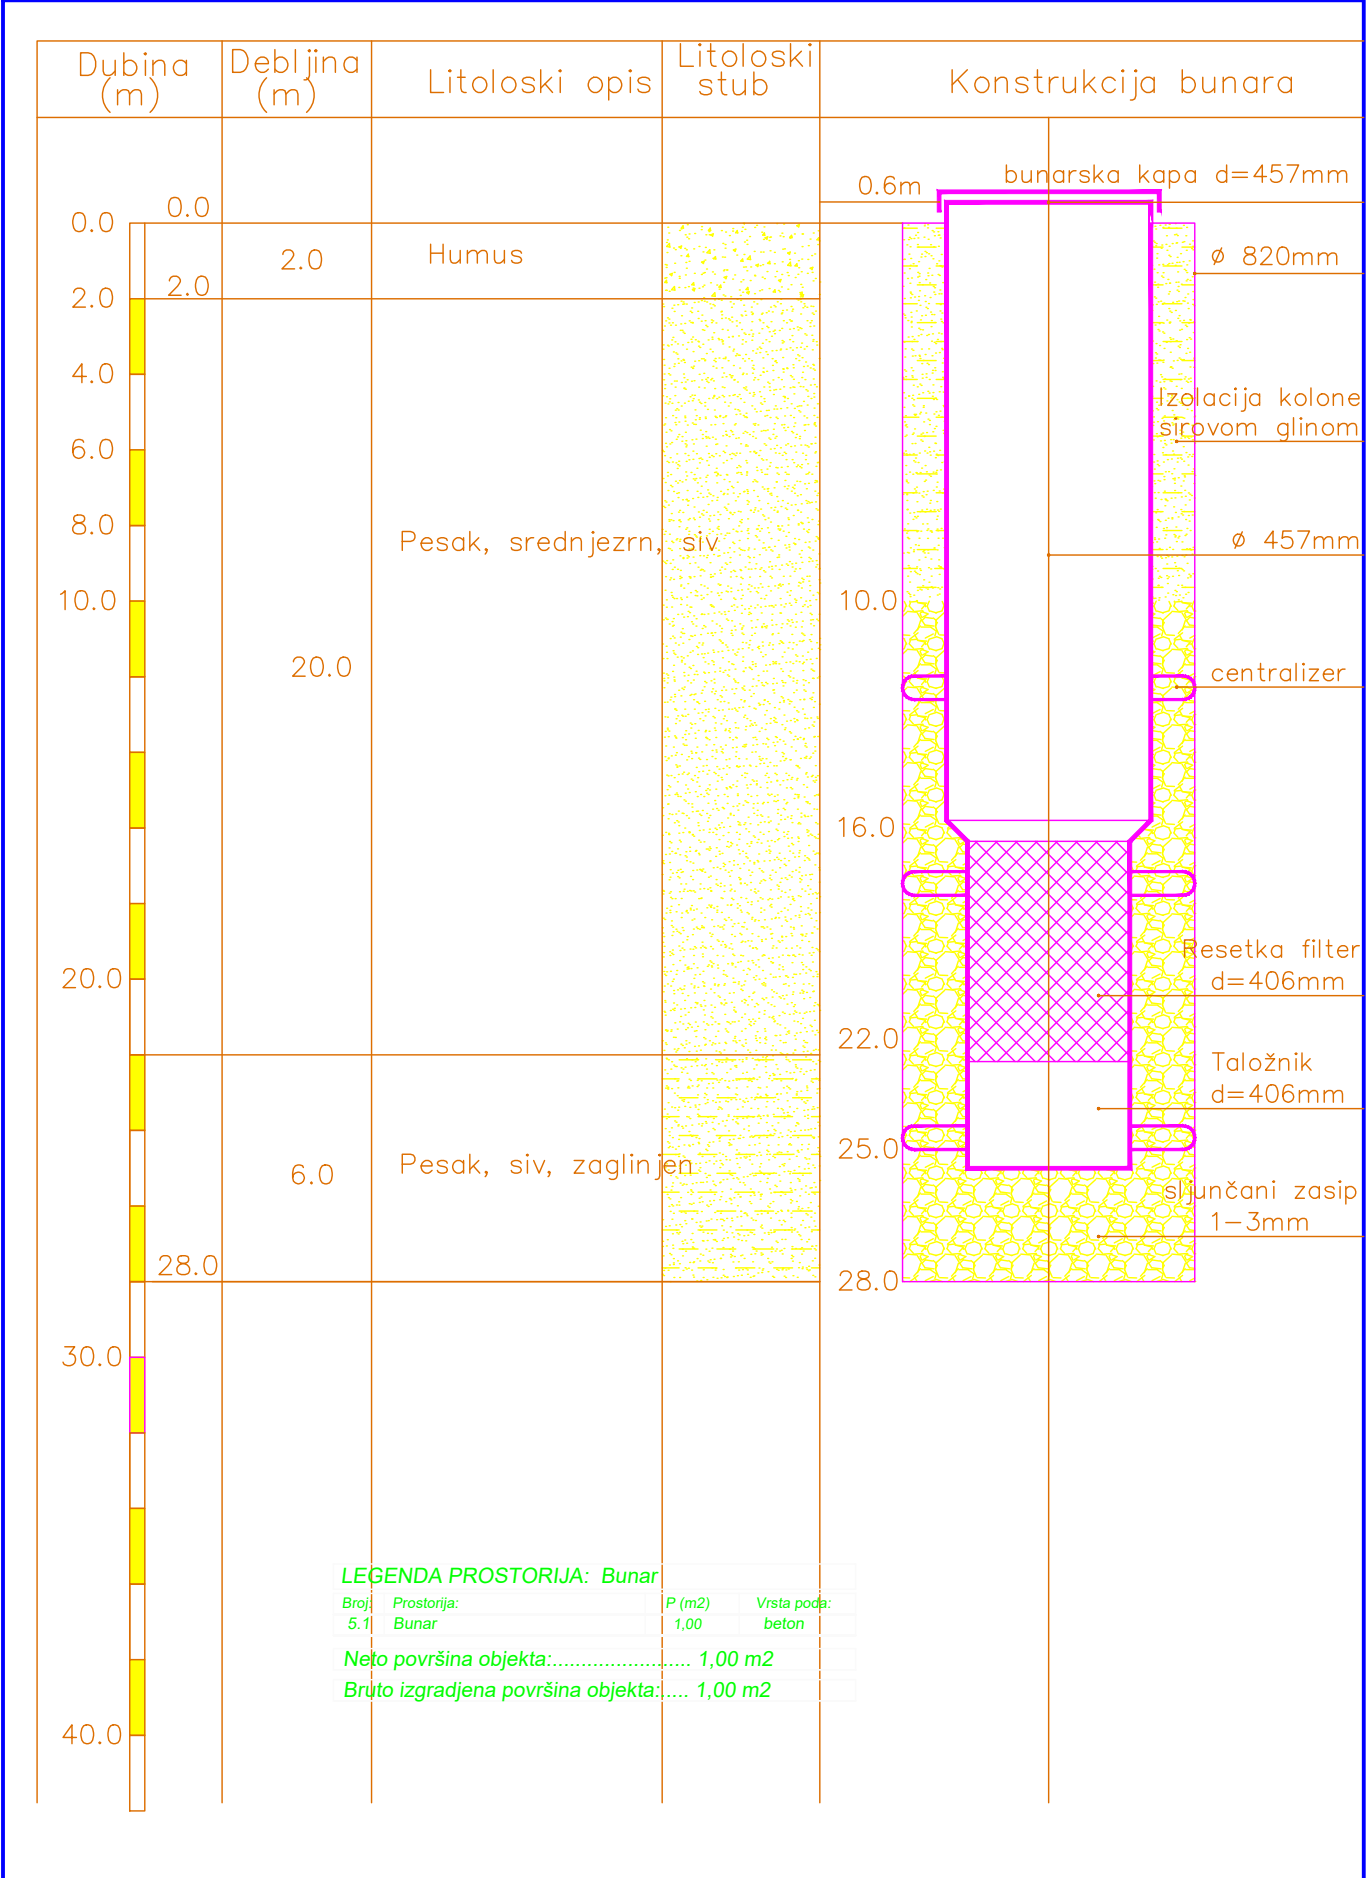 Dubina
(m)
Debljina
(m)
Litoloski opis
Litoloski
stub
Konstrukcija bunara
0.6m
bunarska kapa d=457mm
0.0
0.0
2.0
Humus
ø 820mm
2.0
2.0
4.0
Izolacija kolone
sirovom glinom
6.0
8.0
Pesak, srednjezrn, siv
ø 457mm
10.0
10.0
20.0
centralizer
16.0
Resetka filter
d=406mm
20.0
22.0
Taložnik
d=406mm
Pesak, siv, zaglinjen
6.0
25.0
sljunčani zasip
1-3mm
28.0
28.0
30.0
LEGENDA PROSTORIJA: Bunar
Broj: Prostorija: P (m2) Vrsta poda:
5.1 Bunar 1,00 beton
Neto površina objekta:........................ 1,00 m2
Bruto izgradjena površina objekta:..... 1,00 m2
40.0